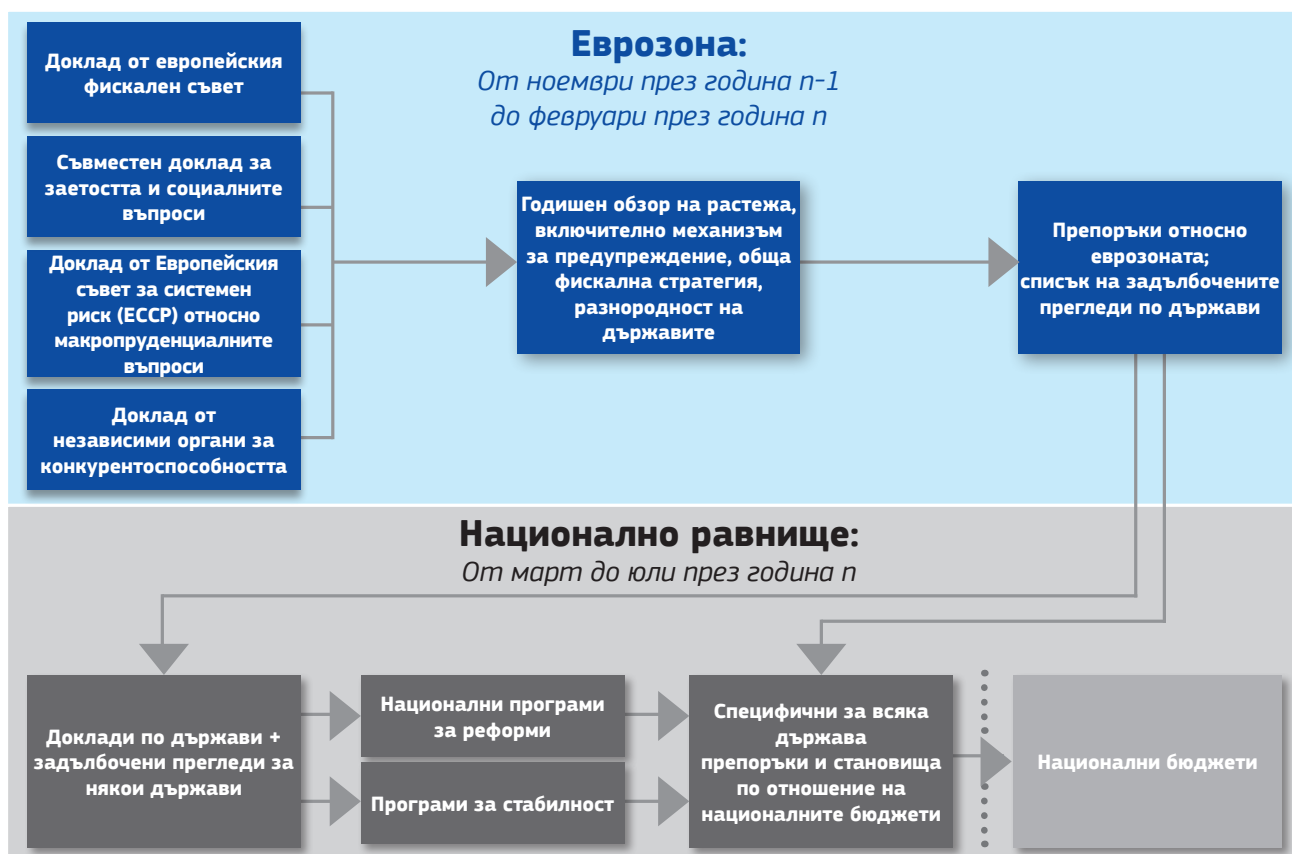 Еврозона:
От ноември през година n-1
до февруари през година n
Доклад от европейския
фискален съвет
Съвместен доклад за
заетостта и социалните
въпроси
Доклад от Европейския
съвет за системен
риск (ЕССР) относно
макропруденциалните
въпроси
Доклад от
независими органи за
конкурентоспособността
Годишен обзор на растежа,
включително механизъм
за предупреждение, обща
фискална стратегия,
разнородност на
държавите
Препоръки относно
еврозоната;
списък на задълбочените
прегледи по държави
Национално равнище:
От март до юли през година n
Доклади по държави +
задълбочени прегледи за
някои държави
Национални програми
за реформи
Програми за стабилност
Специфични за всяка
държава
препоръки и становища
по отношение на
националните бюджети
Национални бюджети